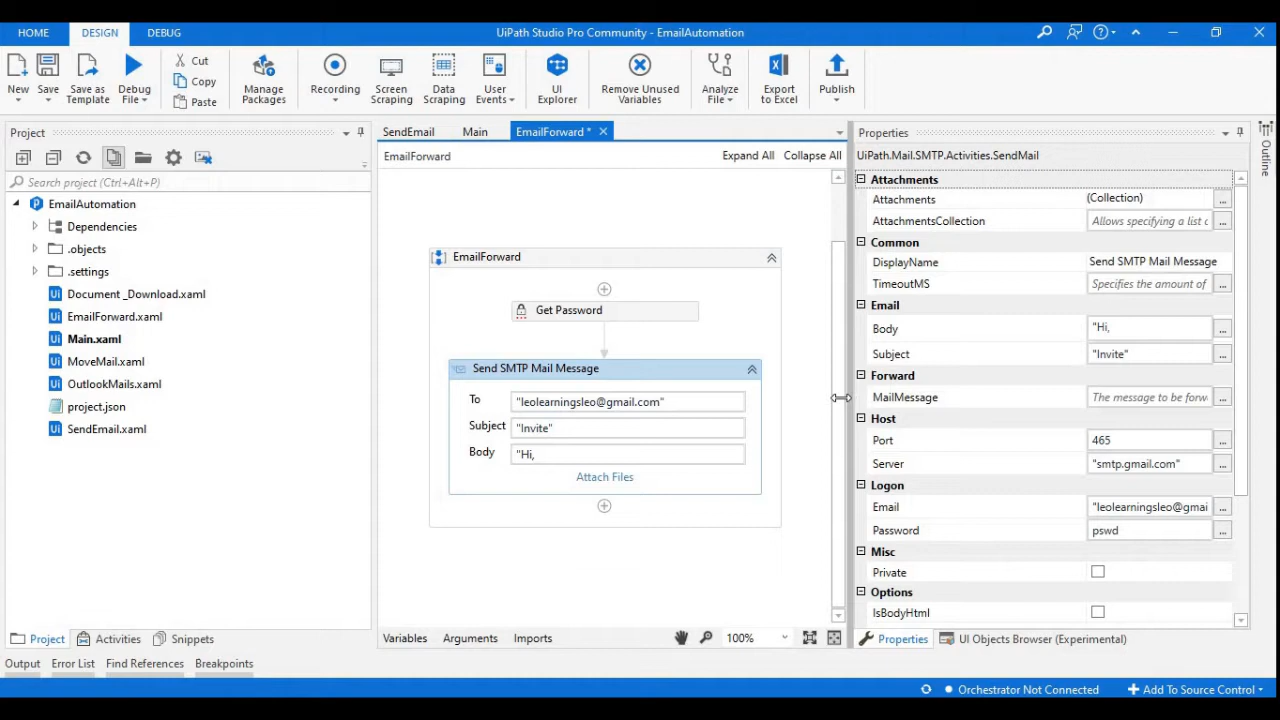 HOME DESIGN DEBUG UiPath Studio Pro Community - EmailAutomation
New Save Save as Template Debug File Cut Copy Paste Manage Packages Recording Screen Scraping Data Scraping User Events UI Explorer Remove Unused Variables Analyze File Export to Excel Publish
Project
Search project (Ctrl+Alt+P)
EmailAutomation
Dependencies
.objects
.settings
Document _Download.xaml
EmailForward.xaml
Main.xaml
MoveMail.xaml
OutlookMails.xaml
project.json
SendEmail.xaml
Project Activities Snippets
SendEmail Main EmailForward *
EmailForward Expand All Collapse All
EmailForward
Get Password
Send SMTP Mail Message
To "leolearningsleo@gmail.com"
Subject "Invite"
Body "Hi,
Attach Files
Variables Arguments Imports 100%
Properties
UiPath.Mail.SMTP.Activities.SendMail
Attachments
Attachments (Collection) ...
AttachmentsCollection Allows specifying a list c ...
Common
DisplayName Send SMTP Mail Message
TimeoutMS Specifies the amount of ...
Email
Body "Hi, ...
Subject "Invite" ...
Forward
MailMessage The message to be forw ...
Host
Port 465 ...
Server "smtp.gmail.com" ...
Logon
Email "leolearningsleo@gmai ...
Password pswd ...
Misc
Private
Options
IsBodyHtml
Properties UI Objects Browser (Experimental)
Outline
Output Error List Find References Breakpoints
Orchestrator Not Connected Add To Source Control